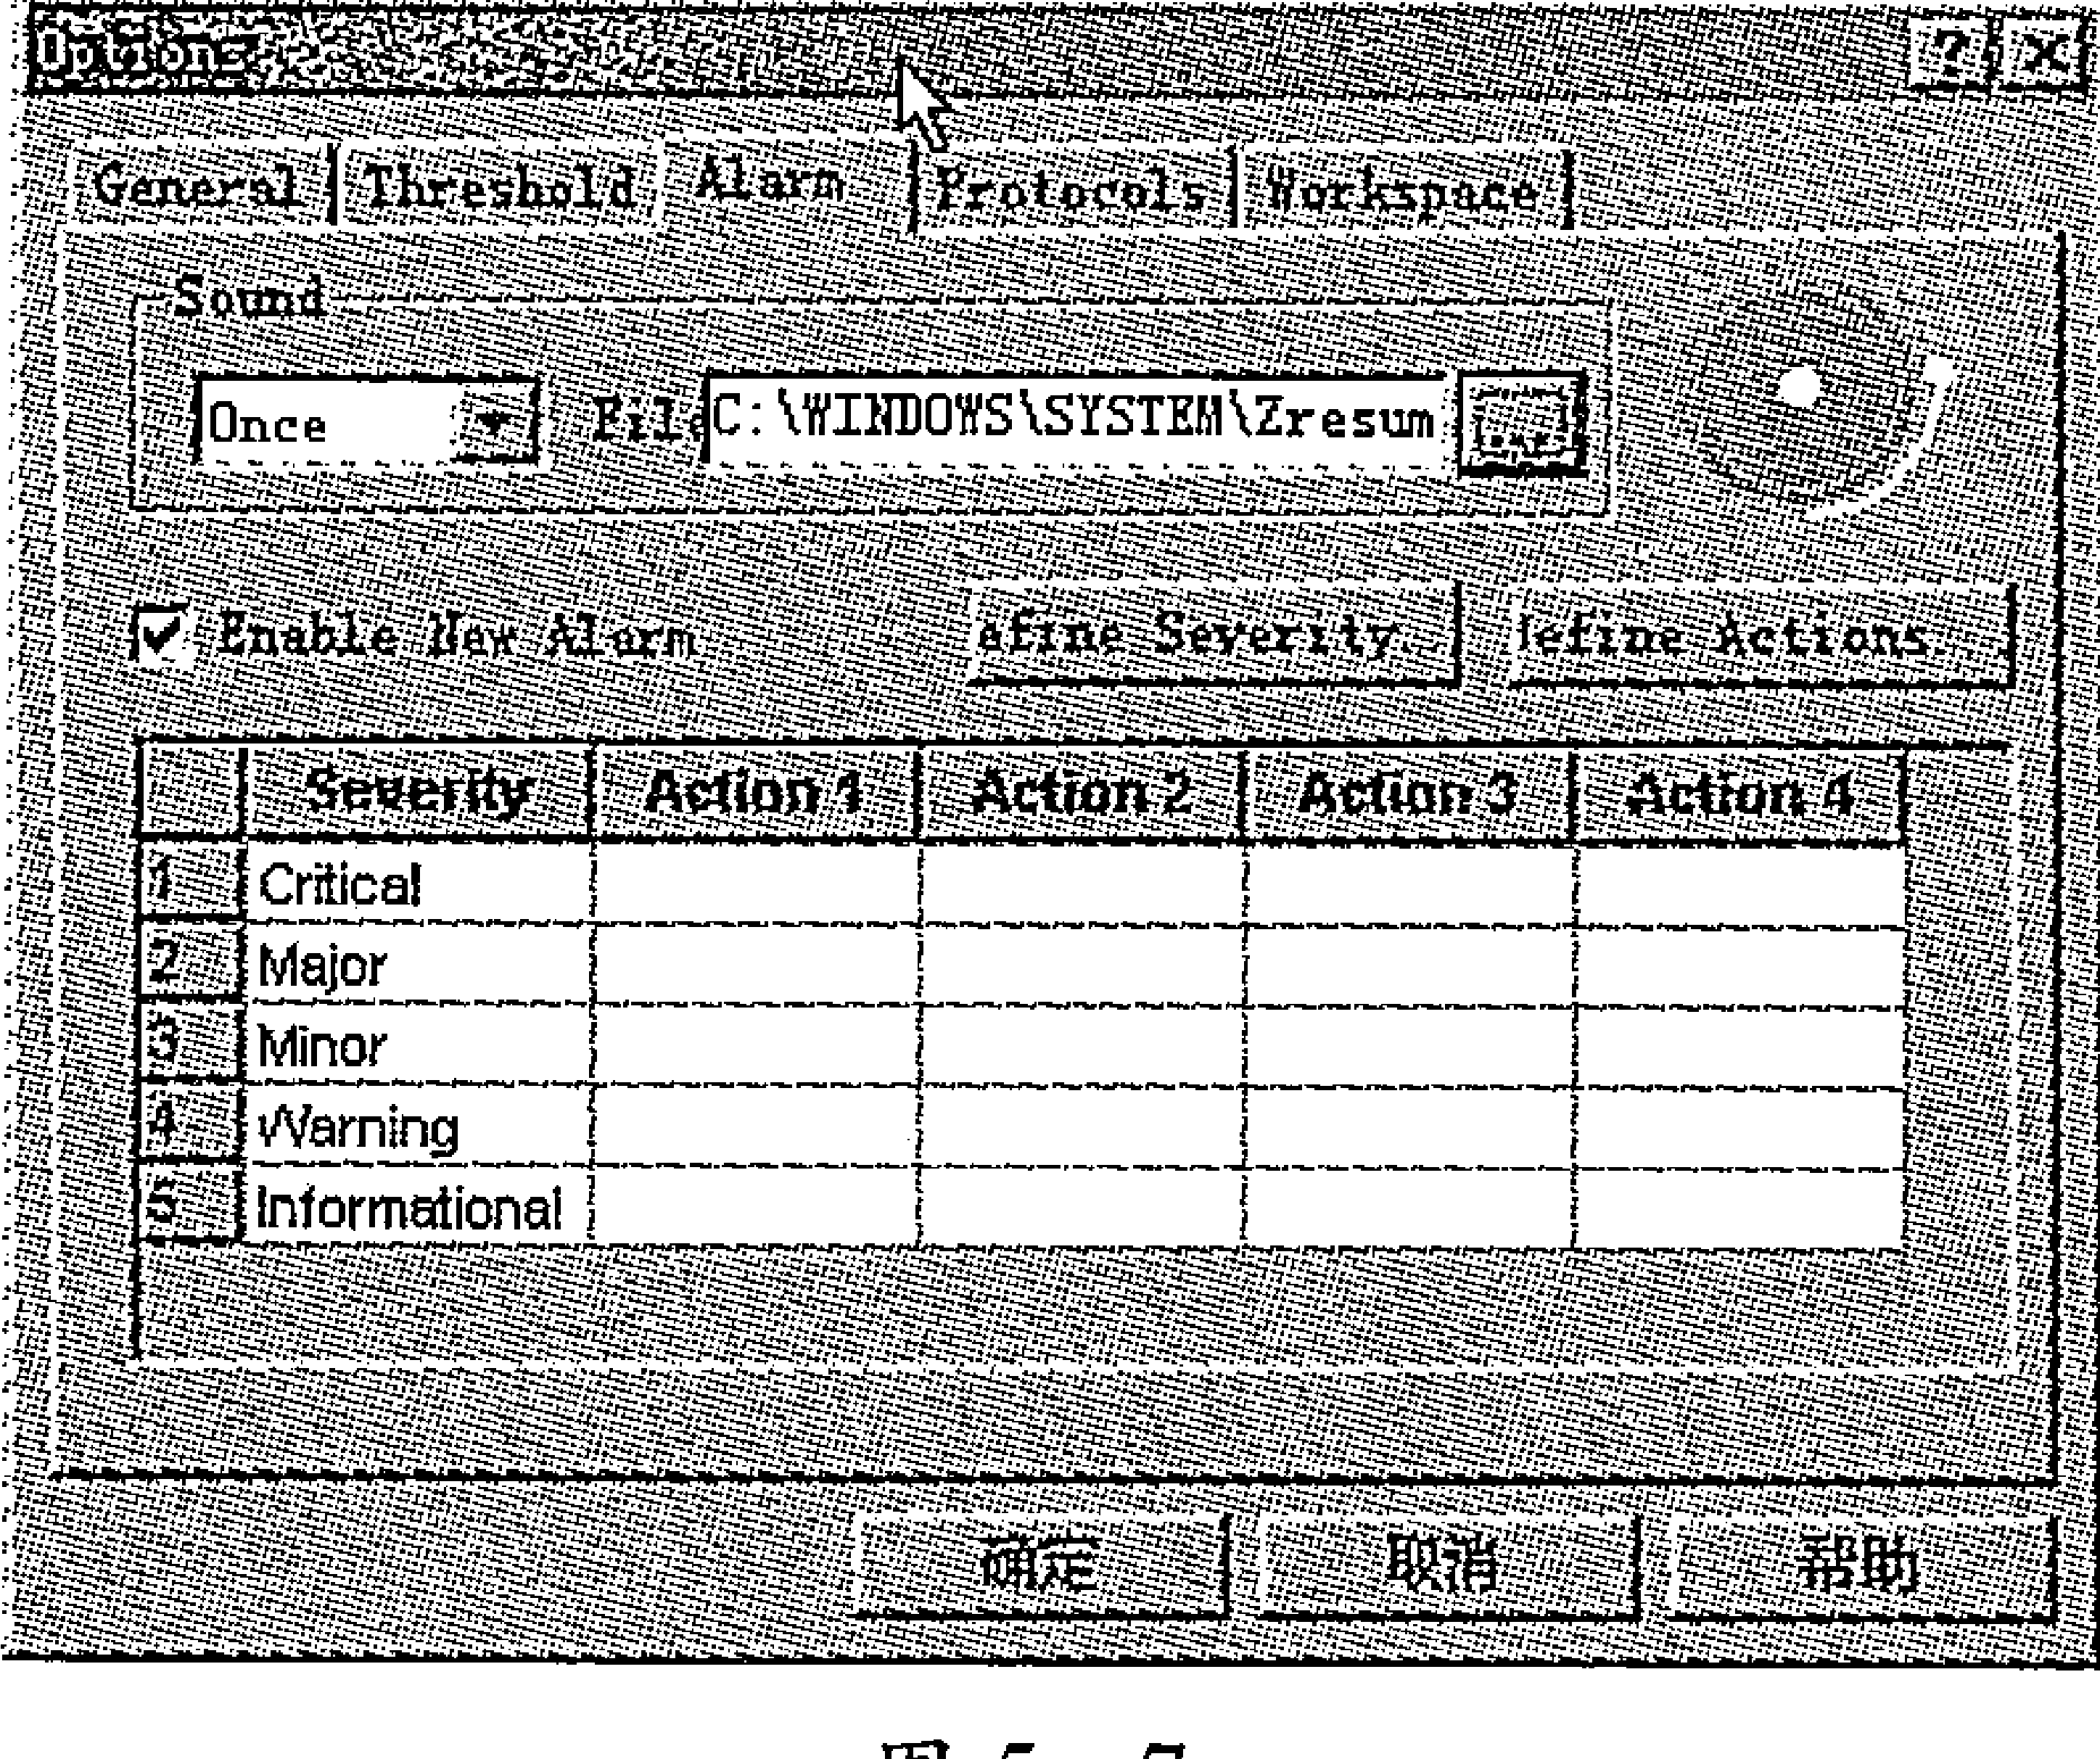 Options ? X
General Threshold Alarm Protocols Workspace
Sound
Once File C:\WINDOWS\SYSTEM\Zresum ...
Enable New Alarm efine Severity.. efine Actions. .
Severity Action 1 Action 2 Action 3 Action 4
1 Critical
2 Major
3 Minor
4 Warning
5 Informational
确定 取消 帮助